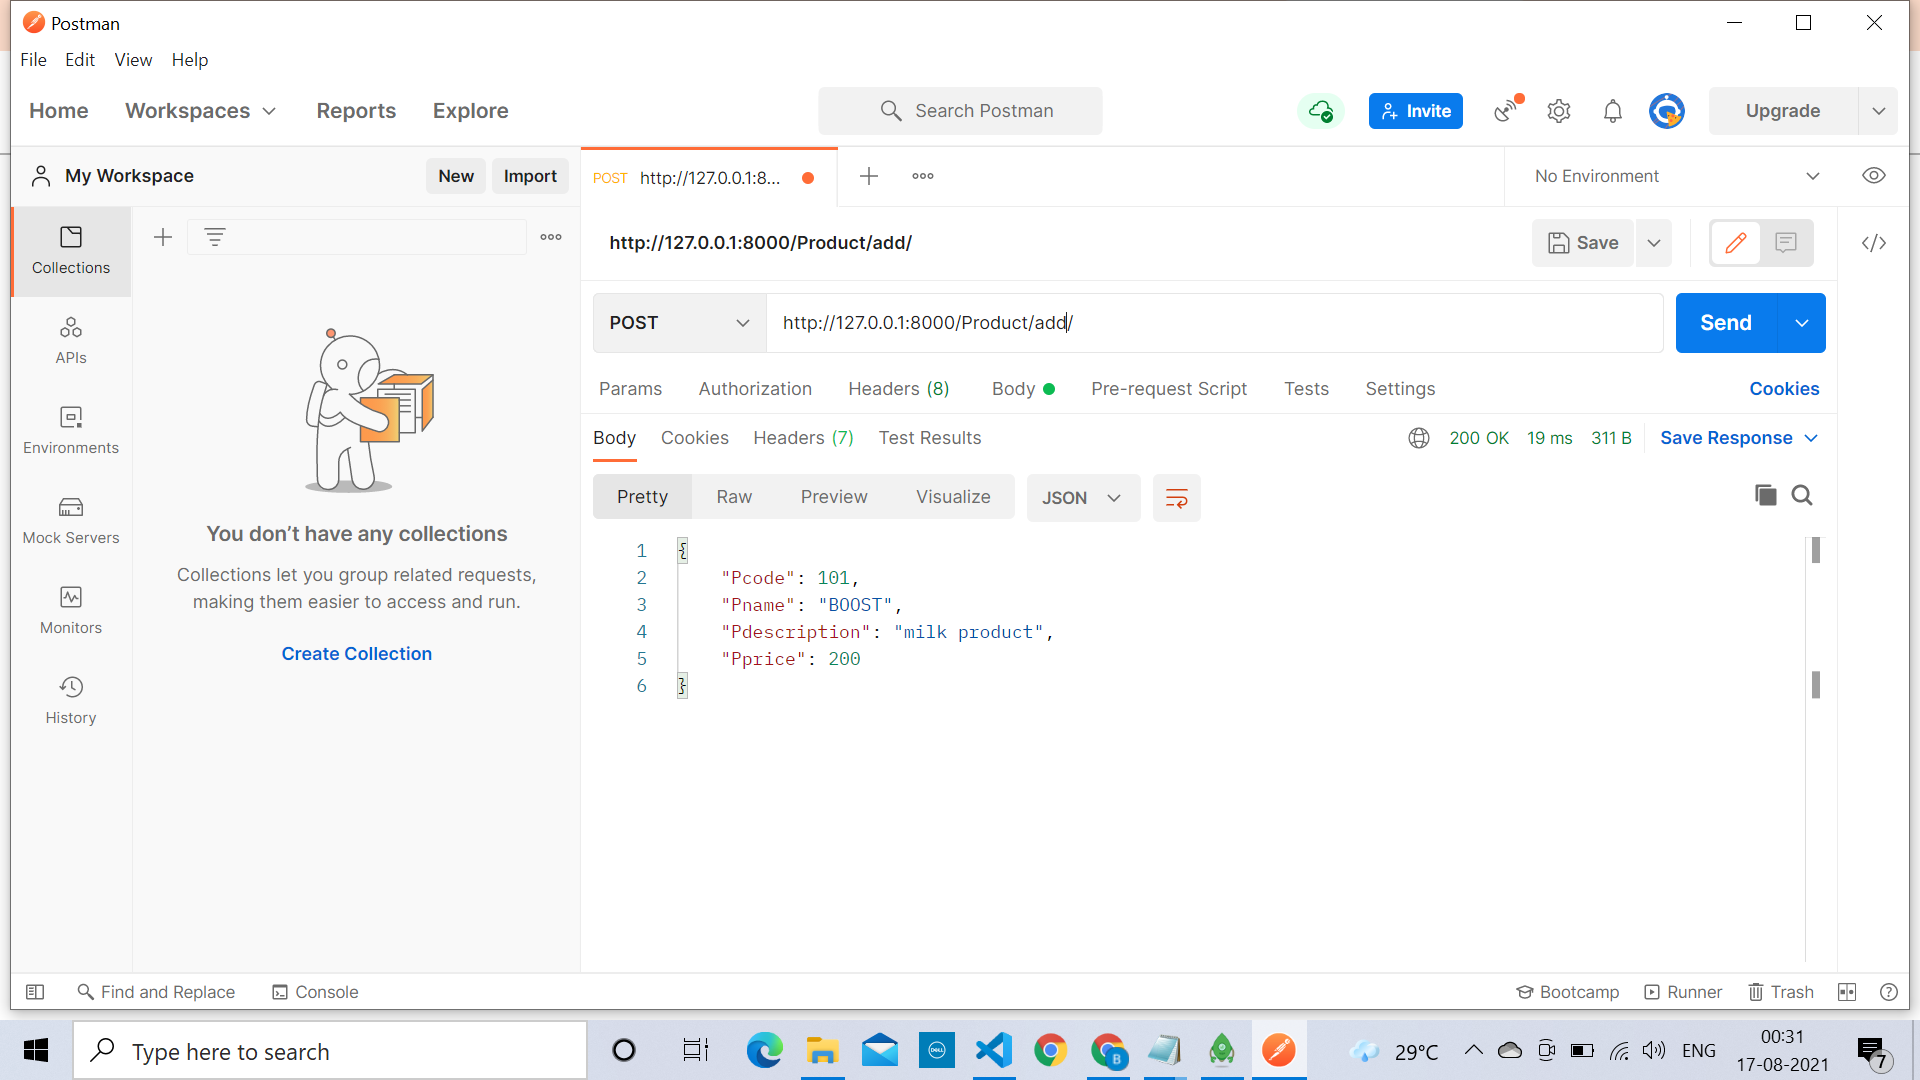 Postman
File Edit View Help
Home Workspaces Reports Explore
Search Postman
Invite
Upgrade
My Workspace
New Import
POST http://127.0.0.1:8...
No Environment
Collections
http://127.0.0.1:8000/Product/add/
Save
APIs
POST http://127.0.0.1:8000/Product/add/
Send
Params Authorization Headers (8) Body Pre-request Script Tests Settings Cookies
Environments
Body Cookies Headers (7) Test Results
200 OK 19 ms 311 B Save Response
Pretty Raw Preview Visualize JSON
Mock Servers
You don't have any collections
Collections let you group related requests,
making them easier to access and run.
Create Collection
Monitors
History
1 {
2 "Pcode": 101,
3 "Pname": "BOOST",
4 "Pdescription": "milk product",
5 "Pprice": 200
6 }
Find and Replace Console
Bootcamp Runner Trash
Type here to search
DELL
B
29°C
ENG
00:31
17-08-2021
7